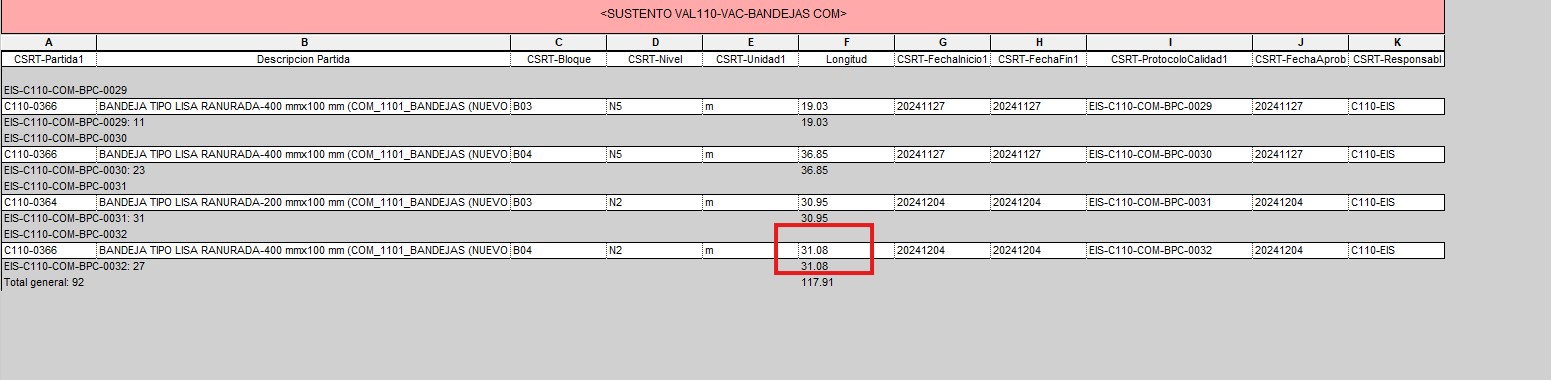 <SUSTENTO VAL110-VAC-BANDEJAS COM>
A B C D E F G H I J K
CSRT-Partida1 Descripcion Partida CSRT-Bloque CSRT-Nivel CSRT-Unidad1 Longitud CSRT-FechaInicio1 CSRT-FechaFin1 CSRT-ProtocoloCalidad1 CSRT-FechaAprob CSRT-Responsabl
EIS-C110-COM-BPC-0029
C110-0366 BANDEJA TIPO LISA RANURADA-400 mmx100 mm (COM_1101_BANDEJAS (NUEVO B03 N5 m 19.03 20241127 20241127 EIS-C110-COM-BPC-0029 20241127 C110-EIS
EIS-C110-COM-BPC-0029: 11 19.03
EIS-C110-COM-BPC-0030
C110-0366 BANDEJA TIPO LISA RANURADA-400 mmx100 mm (COM_1101_BANDEJAS (NUEVO B04 N5 m 36.85 20241127 20241127 EIS-C110-COM-BPC-0030 20241127 C110-EIS
EIS-C110-COM-BPC-0030: 23 36.85
EIS-C110-COM-BPC-0031
C110-0364 BANDEJA TIPO LISA RANURADA-200 mmx100 mm (COM_1101_BANDEJAS (NUEVO B03 N2 m 30.95 20241204 20241204 EIS-C110-COM-BPC-0031 20241204 C110-EIS
EIS-C110-COM-BPC-0031: 31 30.95
EIS-C110-COM-BPC-0032
C110-0366 BANDEJA TIPO LISA RANURADA-400 mmx100 mm (COM_1101_BANDEJAS (NUEVO B04 N2 m 31.08 20241204 20241204 EIS-C110-COM-BPC-0032 20241204 C110-EIS
EIS-C110-COM-BPC-0032: 27 31.08
Total general: 92 117.91